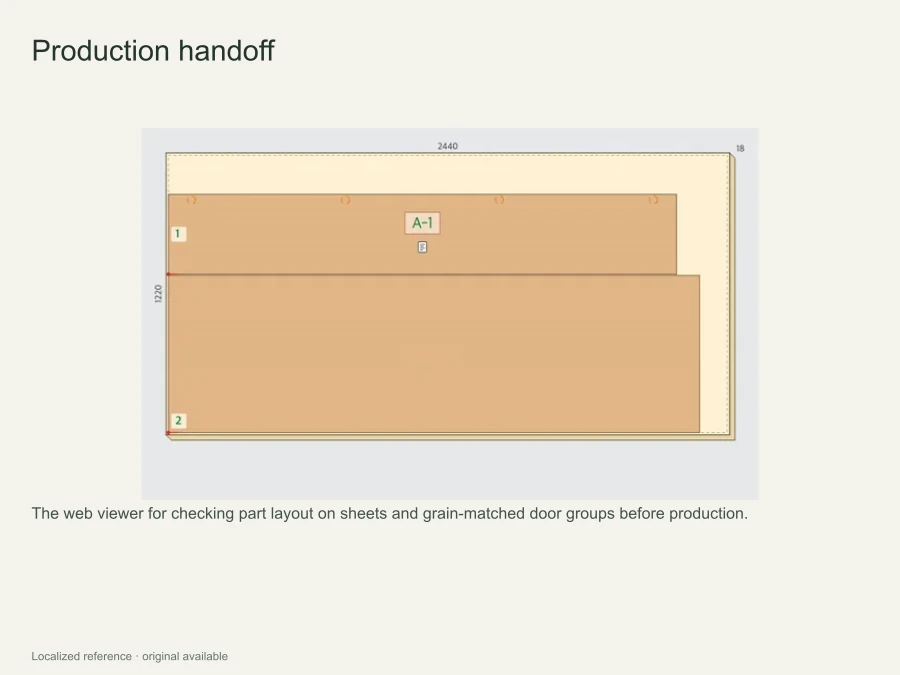 Production handoff
2440
18
A-1
1
1220
2
The web viewer for checking part layout on sheets and grain-matched door groups before production.
Localized reference · original available